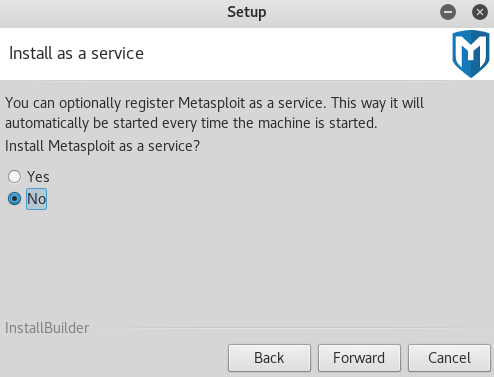 Setup
Install as a service
You can optionally register Metasploit as a service. This way it will
automatically be started every time the machine is started.
Install Metasploit as a service?
Yes
No
InstallBuilder
Back Forward Cancel